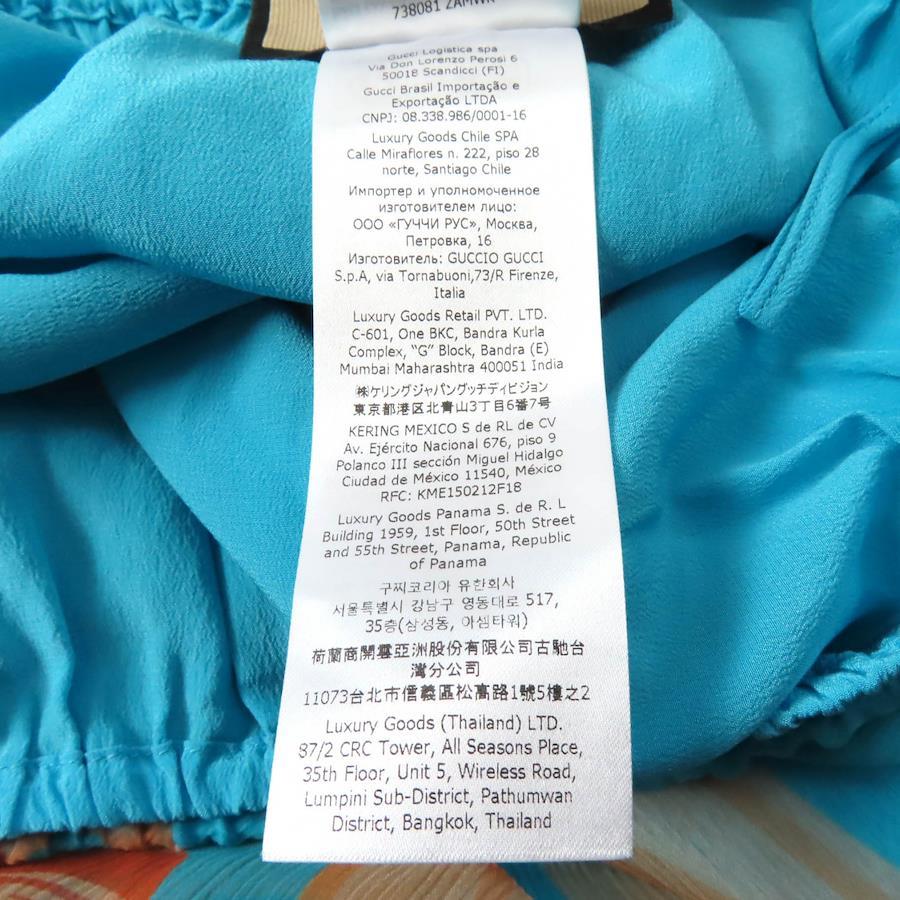 738081 ZAMWR
Gucci Logistica spa
Via Don Lorenzo Perosi 6
50018 Scandicci (FI)
Gucci Brasil Importação e
Exportação LTDA
CNPJ: 08.338.986/0001-16
Luxury Goods Chile SPA
Calle Miraflores n. 222, piso 28
norte, Santiago Chile
Импортер и уполномоченное
изготовителем лицо:
ООО «ГУЧЧИ РУС», Москва,
Петровка, 16
Изготовитель: GUCCIO GUCCI
S.p.A, via Tornabuoni,73/R Firenze,
Italia
Luxury Goods Retail PVT. LTD.
C-601, One BKC, Bandra Kurla
Complex, “G” Block, Bandra (E)
Mumbai Maharashtra 400051 India
㈱ケリングジャパングッチディビジョン
東京都港区北青山3丁目6番7号
KERING MEXICO S de RL de CV
Av. Ejército Nacional 676, piso 9
Polanco III sección Miguel Hidalgo
Ciudad de México 11540, México
RFC: KME150212F18
Luxury Goods Panama S. de R. L
Building 1959, 1st Floor, 50th Street
and 55th Street, Panama, Republic
of Panama
구찌코리아 유한회사
서울특별시 강남구 영동대로 517,
35층(삼성동, 아셈타워)
荷蘭商開雲亞洲股份有限公司古馳台
灣分公司
11073台北市信義區松高路1號5樓之2
Luxury Goods (Thailand) LTD.
87/2 CRC Tower, All Seasons Place,
35th Floor, Unit 5, Wireless Road,
Lumpini Sub-District, Pathumwan
District, Bangkok, Thailand